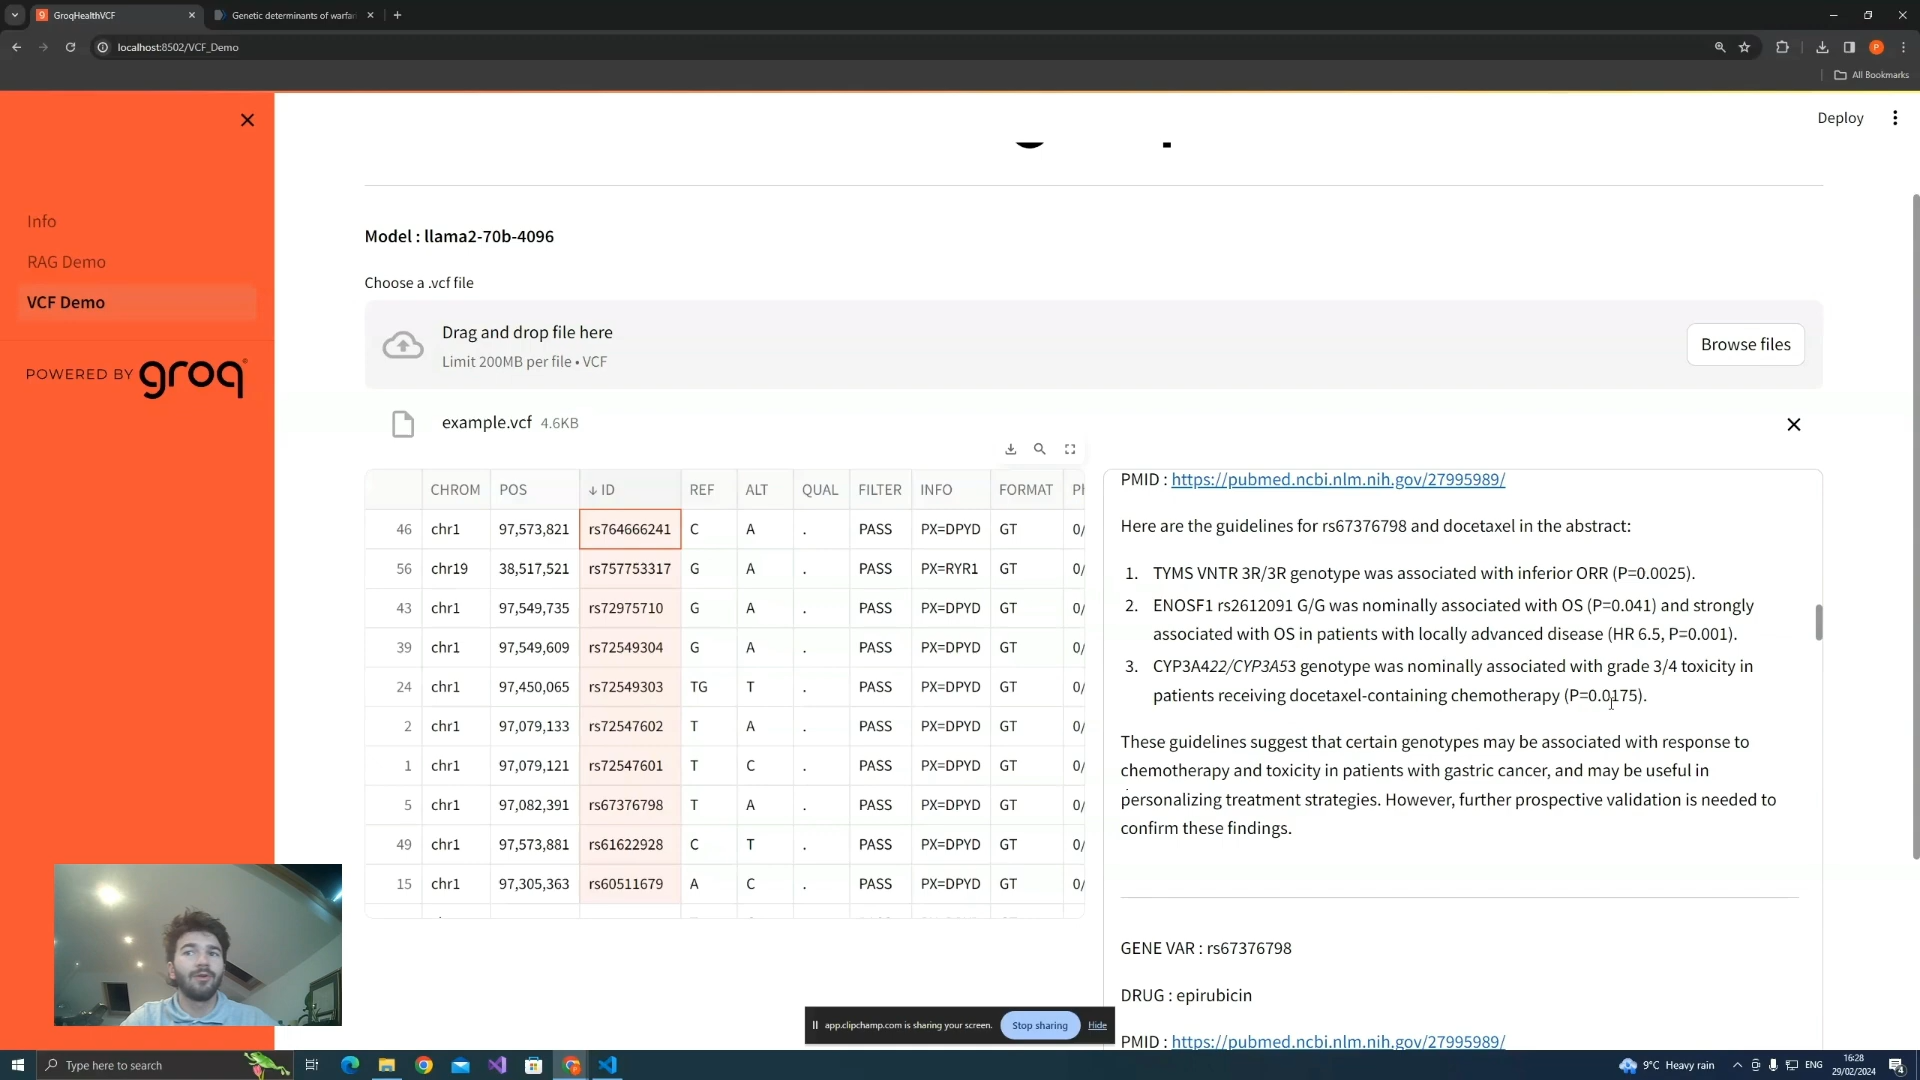 GroqHealthVCF
Genetic determinants of warfar
localhost:8502/VCF_Demo
All Bookmarks
Deploy
Info
RAG Demo
VCF Demo
POWERED BY groq
Model : llama2-70b-4096
Choose a .vcf file
Drag and drop file here
Limit 200MB per file • VCF
Browse files
example.vcf 4.6KB
CHROM POS ↓ ID REF ALT QUAL FILTER INFO FORMAT
46 chr1 97,573,821 rs764666241 C A . PASS PX=DPYD GT 0/
56 chr19 38,517,521 rs757753317 G A . PASS PX=RYR1 GT 0/
43 chr1 97,549,735 rs72975710 G A . PASS PX=DPYD GT 0/
39 chr1 97,549,609 rs72549304 G A . PASS PX=DPYD GT 0/
24 chr1 97,450,065 rs72549303 TG T . PASS PX=DPYD GT 0/
2 chr1 97,079,133 rs72547602 T A . PASS PX=DPYD GT 0/
1 chr1 97,079,121 rs72547601 T C . PASS PX=DPYD GT 0/
5 chr1 97,082,391 rs67376798 T A . PASS PX=DPYD GT 0/
49 chr1 97,573,881 rs61622928 C T . PASS PX=DPYD GT 0/
15 chr1 97,305,363 rs60511679 A C . PASS PX=DPYD GT 0/
PMID : https://pubmed.ncbi.nlm.nih.gov/27995989/
Here are the guidelines for rs67376798 and docetaxel in the abstract:
1. TYMS VNTR 3R/3R genotype was associated with inferior ORR (P=0.0025).
2. ENOSF1 rs2612091 G/G was nominally associated with OS (P=0.041) and strongly
associated with OS in patients with locally advanced disease (HR 6.5, P=0.001).
3. CYP3A422/CYP3A53 genotype was nominally associated with grade 3/4 toxicity in
patients receiving docetaxel-containing chemotherapy (P=0.0175).
These guidelines suggest that certain genotypes may be associated with response to
chemotherapy and toxicity in patients with gastric cancer, and may be useful in
personalizing treatment strategies. However, further prospective validation is needed to
confirm these findings.
GENE VAR : rs67376798
DRUG : epirubicin
PMID : https://pubmed.ncbi.nlm.nih.gov/27995989/
app.clipchamp.com is sharing your screen. Stop sharing Hide
Type here to search
9°C Heavy rain
ENG
16:28
29/02/2024
4